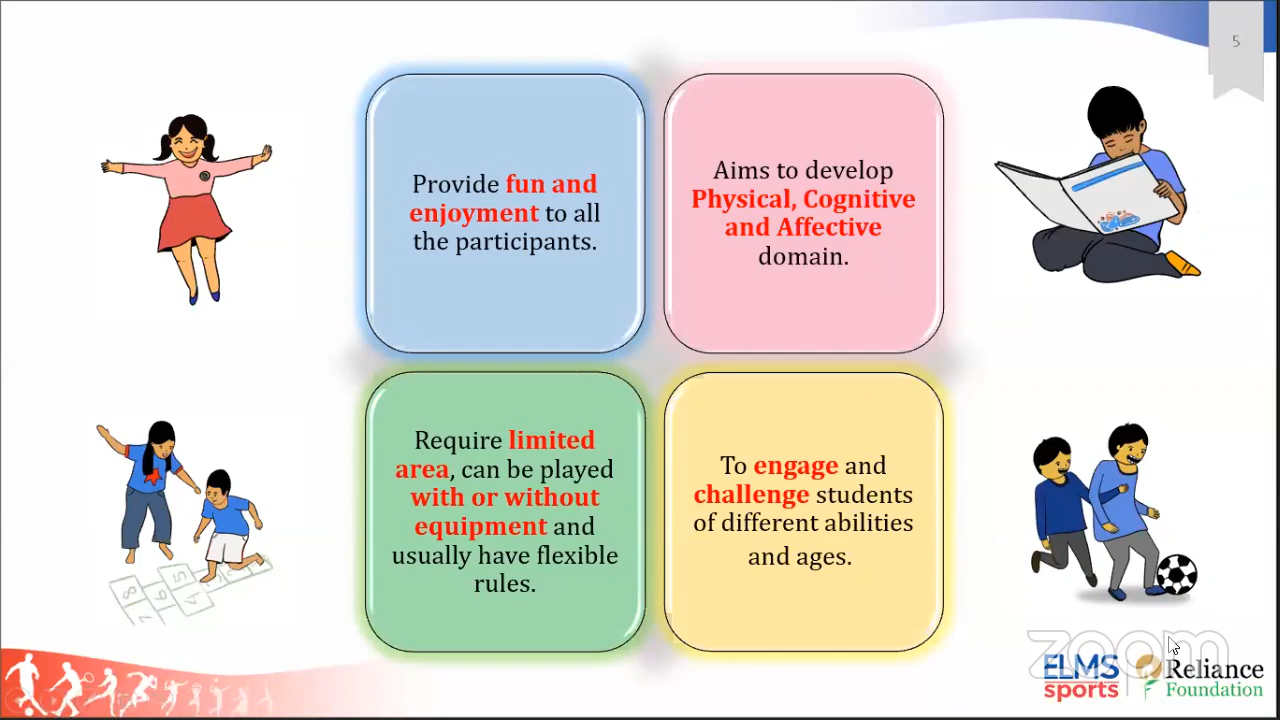 5
Provide fun and
enjoyment to all
the participants.
Aims to develop
Physical, Cognitive
and Affective
domain.
Require limited
area, can be played
with or without
equipment and
usually have flexible
rules.
To engage and
challenge students
of different abilities
and ages.
zoom
ELMS
sports
Reliance
Foundation